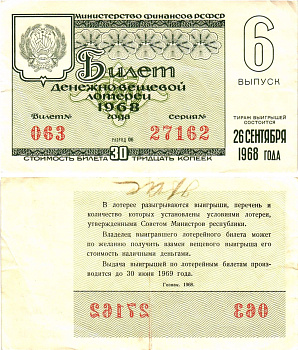 Министерство финансов РСФСР
Билет
денежно-вещевой
лотереи
1968 года
Билет №
Серия №
063
РАЗРЯД 06
27162
СТОИМОСТЬ БИЛЕТА 30 ТРИДЦАТЬ КОПЕЕК
6
ВЫПУСК
ТИРАЖ ВЫИГРЫШЕЙ
СОСТОИТСЯ
26 СЕНТЯБРЯ
1968 ГОДА
В лотерее разыгрываются выигрыши, перечень и
количество которых установлены условиями лотереи,
утвержденными Советом Министров республики.
Владелец выигравшего лотерейного билета может
по желанию получить взамен вещевого выигрыша его
стоимость наличными деньгами.
Выдача выигрышей по лотерейным билетам произ-
водится до 30 июня 1969 года.
Гознак. 1968.
27162
063